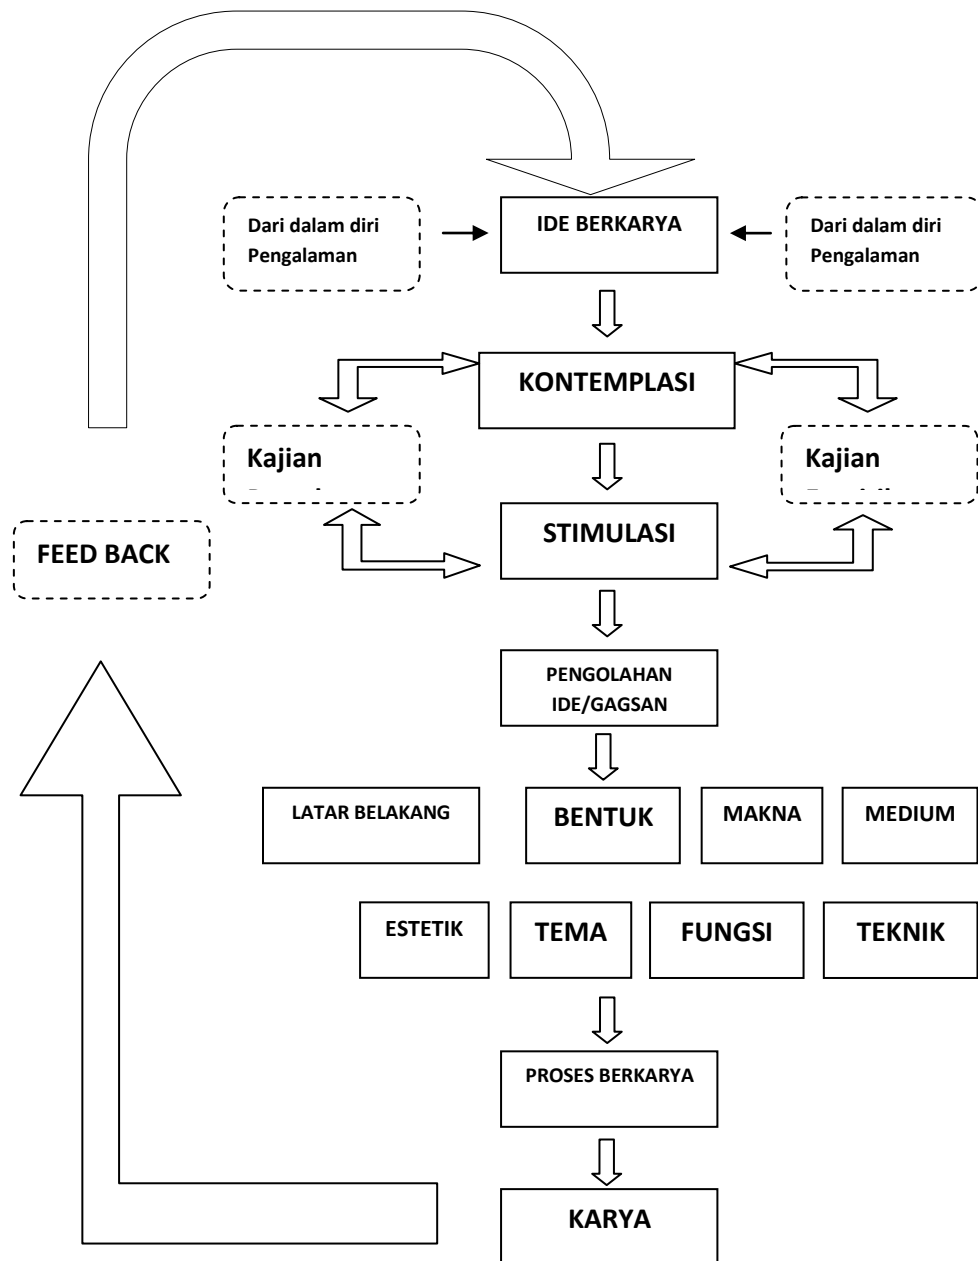 Dari dalam diri
Pengalaman
IDE BERKARYA
Dari dalam diri
Pengalaman
KONTEMPLASI
Kajian
Kajian
STIMULASI
FEED BACK
PENGOLAHAN
IDE/GAGSAN
LATAR BELAKANG
BENTUK
MAKNA
MEDIUM
ESTETIK
TEMA
FUNGSI
TEKNIK
PROSES BERKARYA
KARYA